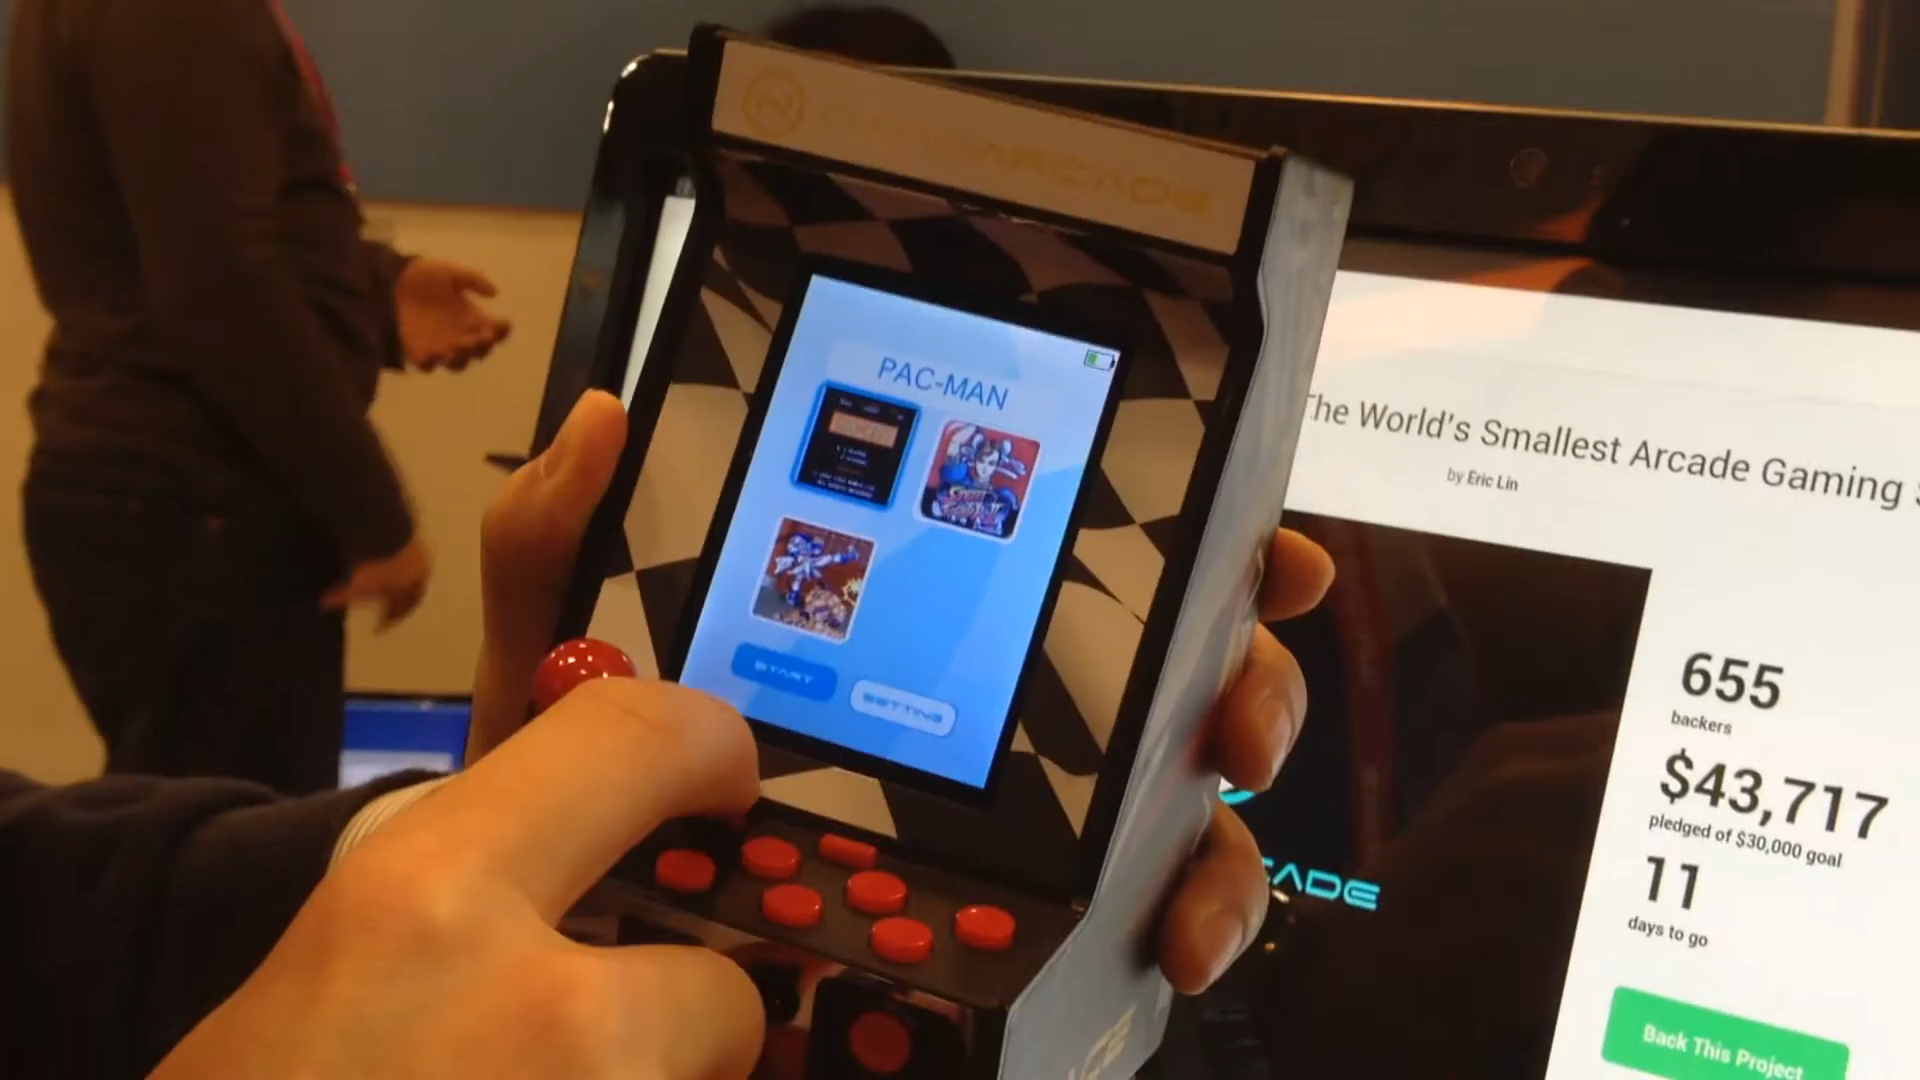 PAC-MAN
START
SETTING
The World's Smallest Arcade Gaming
by Eric Lin
655
backers
$43,717
pledged of $30,000 goal
11
days to go
Back This Project